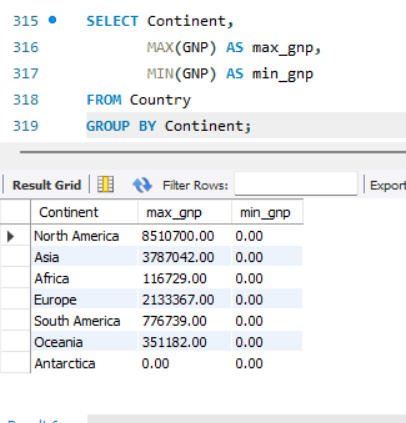 315 SELECT Continent,
316 MAX(GNP) AS max_gnp,
317 MIN(GNP) AS min_gnp
318 FROM Country
319 GROUP BY Continent;
Result Grid Filter Rows: Export
Continent max_gnp min_gnp
North America 8510700.00 0.00
Asia 3787042.00 0.00
Africa 116729.00 0.00
Europe 2133367.00 0.00
South America 776739.00 0.00
Oceania 351182.00 0.00
Antarctica 0.00 0.00